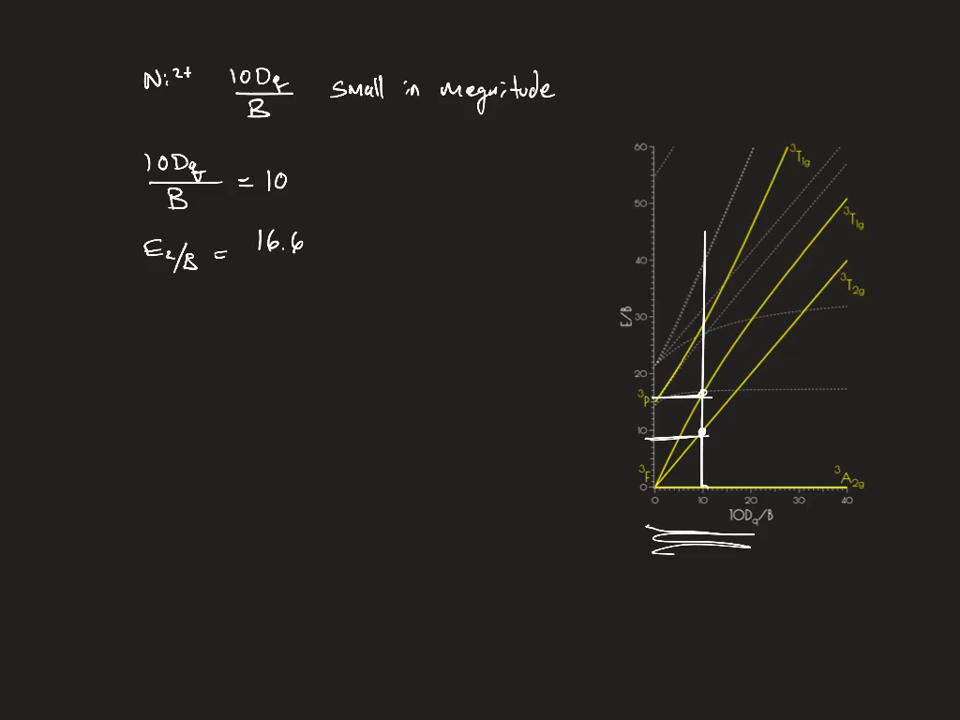 Ni²⁺ 10Dq/B small in magnitude
10Dq/B = 10
E₂/B = 16.6
60
50
40
30
20
10
0
E/B
³P
³F
³T₁g
³T₁g
³T₂g
³A₂g
0 10 20 30 40
10Dq/B